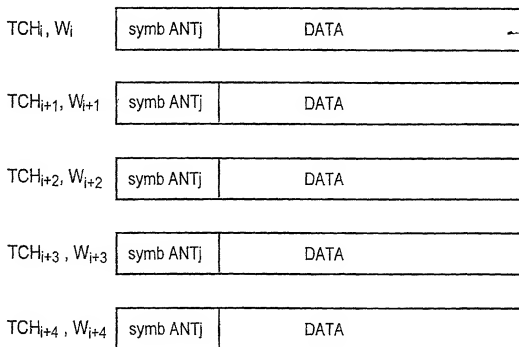 TCHi, Wi symb ANTj DATA
TCHi+1, Wi+1 symb ANTj DATA
TCHi+2, Wi+2 symb ANTj DATA
TCHi+3 , Wi+3 symb ANTj DATA
TCHi+4 , Wi+4 symb ANTj DATA